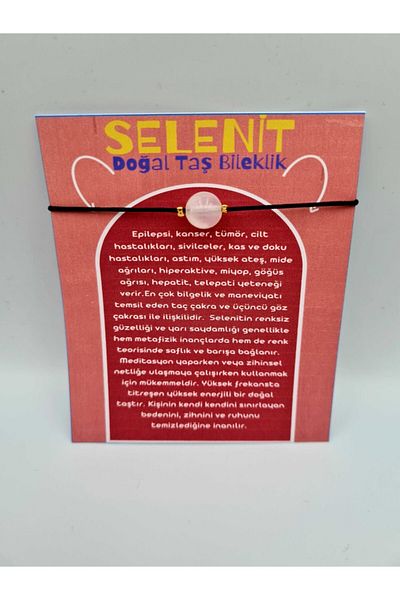 SELENİT
Doğal Taş Bileklik
Epilepsi, kanser, tümör, cilt
hastalıkları, sivilceler, kas ve doku
hastalıkları, astım, yüksek ateş, mide
ağrıları, hiperaktive, miyop, göğüs
ağrısı, hepatit, telepati yeteneği
verir.En çok bilgelik ve maneviyatı
temsil eden taç çakra ve üçüncü göz
çakrası ile ilişkilidir. Selenitin renksiz
güzelliği ve yarı saydamlığı genellikle
hem metafizik inançlarda hem de renk
teorisinde saflık ve barışa bağlanır.
Meditasyon yaparken veya zihinsel
netliğe ulaşmaya çalışırken kullanmak
için mükemmeldir. Yüksek frekansta
titreşen yüksek enerjili bir doğal
taştır. Kişinin kendi kendini sınırlayan
bedenini, zihnini ve ruhunu
temizlediğine inanılır.